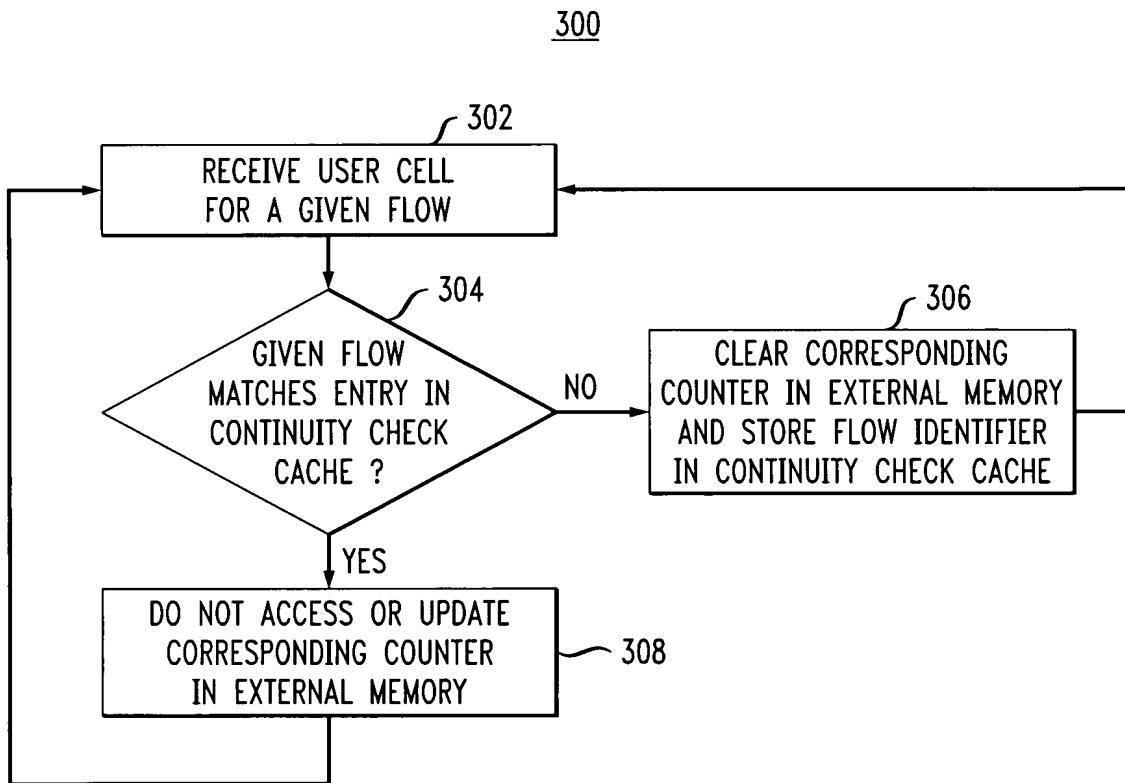 300
302
RECEIVE USER CELL
FOR A GIVEN FLOW
304
GIVEN FLOW
MATCHES ENTRY IN
CONTINUITY CHECK
CACHE ?
NO
306
CLEAR CORRESPONDING
COUNTER IN EXTERNAL MEMORY
AND STORE FLOW IDENTIFIER
IN CONTINUITY CHECK CACHE
YES
DO NOT ACCESS OR UPDATE
CORRESPONDING COUNTER
IN EXTERNAL MEMORY
308